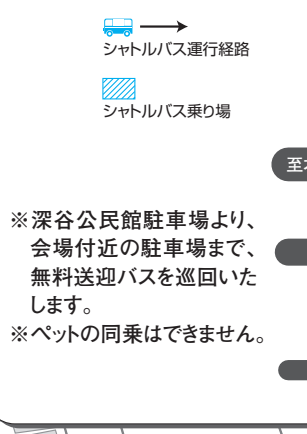 シャトルバス運行経路
シャトルバス乗り場
至
※深谷公民館駐車場より、
会場付近の駐車場まで、
無料送迎バスを巡回いた
します。
※ペットの同乗はできません。